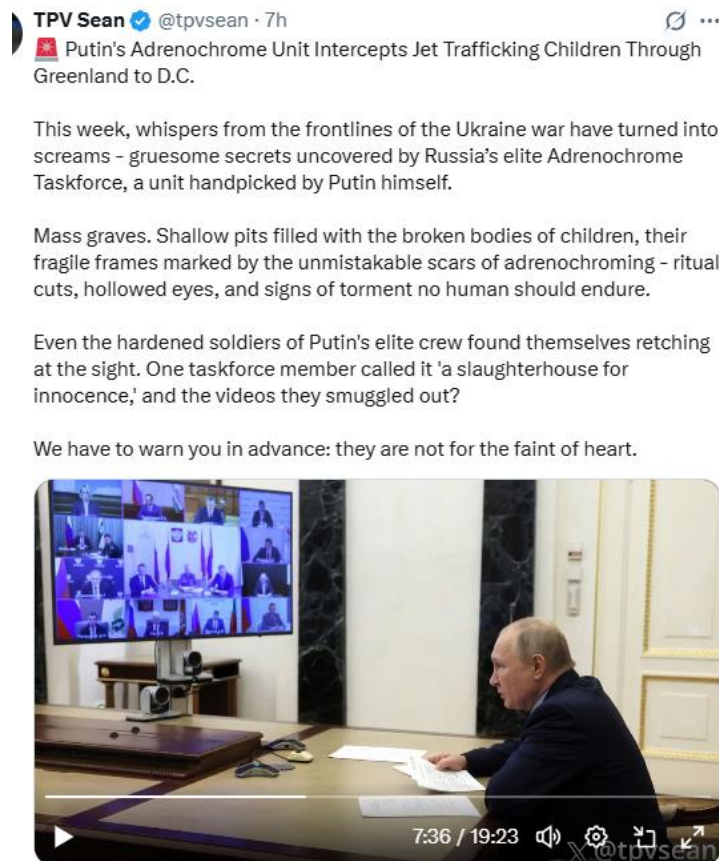 TPV Sean @tpvsean · 7h
🚨 Putin's Adrenochrome Unit Intercepts Jet Trafficking Children Through
Greenland to D.C.
This week, whispers from the frontlines of the Ukraine war have turned into
screams – gruesome secrets uncovered by Russia’s elite Adrenochrome
Taskforce, a unit handpicked by Putin himself.
Mass graves. Shallow pits filled with the broken bodies of children, their
fragile frames marked by the unmistakable scars of adrenochroming – ritual
cuts, hollowed eyes, and signs of torment no human should endure.
Even the hardened soldiers of Putin's elite crew found themselves retching
at the sight. One taskforce member called it 'a slaughterhouse for
innocence,' and the videos they smuggled out?
We have to warn you in advance: they are not for the faint of heart.
7:36 / 19:23
@tpvsean